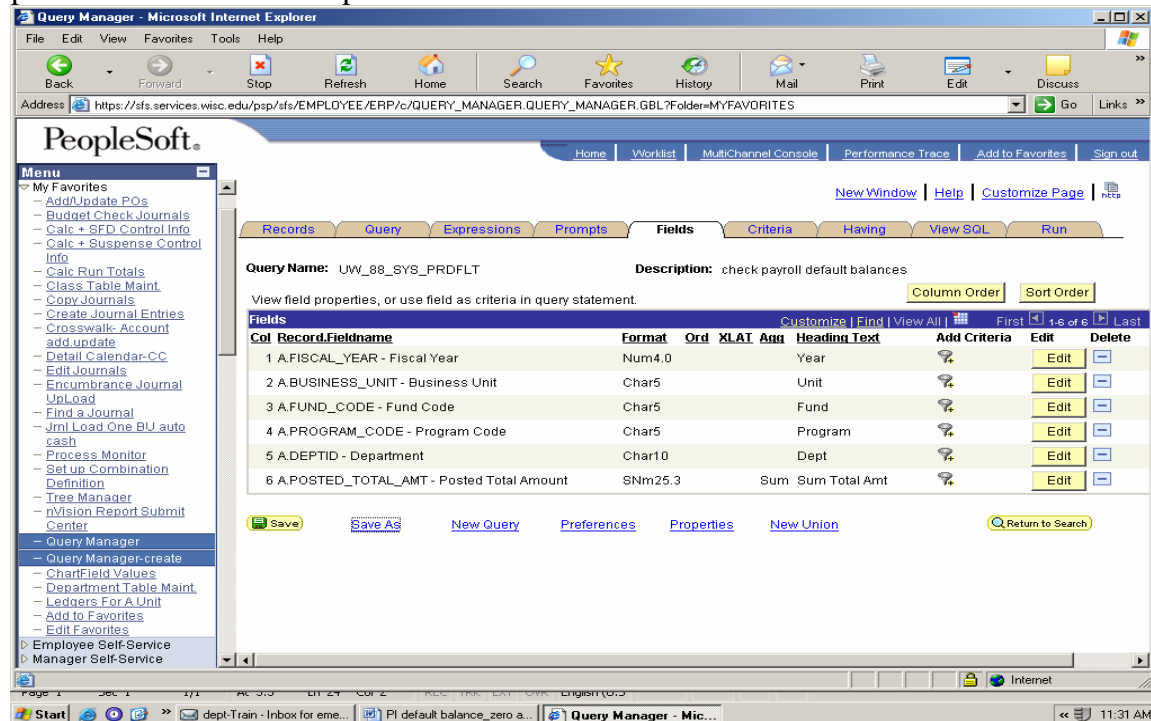 Query Manager - Microsoft Internet Explorer
File Edit View Favorites Tools Help
Back Forward Stop Refresh Home Search Favorites History Mail Print Edit Discuss
Address https://sfs.services.wisc.edu/psp/sfs/EMPLOYEE/ERP/c/QUERY_MANAGER.QUERY_MANAGER.GBL?Folder=MYFAVORITES Go Links »
PeopleSoft.
Home Worklist MultiChannel Console Performance Trace Add to Favorites Sign out
Menu
My Favorites
– Add/Update POs
– Budget Check Journals
– Calc + SFD Control Info
– Calc + Suspense Control
Info
– Calc Run Totals
– Class Table Maint.
– Copy Journals
– Create Journal Entries
– Crosswalk- Account
add.update
– Detail Calendar-CC
– Edit Journals
– Encumbrance Journal
UpLoad
– Find a Journal
– Jrnl Load One BU auto
cash
– Process Monitor
– Set up Combination
Definition
– Tree Manager
– nVision Report Submit
Center
– Query Manager
– Query Manager-create
– ChartField Values
– Department Table Maint.
– Ledgers For A Unit
– Add to Favorites
– Edit Favorites
Employee Self-Service
Manager Self-Service
New Window | Help | Customize Page | http
Records Query Expressions Prompts Fields Criteria Having View SQL Run
Query Name: UW_88_SYS_PRDFLT Description: check payroll default balances
View field properties, or use field as criteria in query statement. Column Order Sort Order
Fields Customize | Find | View All | First 1-6 of 6 Last
Col Record.Fieldname Format Ord XLAT Agg Heading Text Add Criteria Edit Delete
1 A.FISCAL_YEAR - Fiscal Year Num4.0 Year Edit
2 A.BUSINESS_UNIT - Business Unit Char5 Unit Edit
3 A.FUND_CODE - Fund Code Char5 Fund Edit
4 A.PROGRAM_CODE - Program Code Char5 Program Edit
5 A.DEPTID - Department Char10 Dept Edit
6 A.POSTED_TOTAL_AMT - Posted Total Amount SNm25.3 Sum Sum Total Amt Edit
Save Save As New Query Preferences Properties New Union Return to Search
Internet
Start » dept-Train - Inbox for eme... PI default balance_zero a... Query Manager - Mic... « 11:31 AM